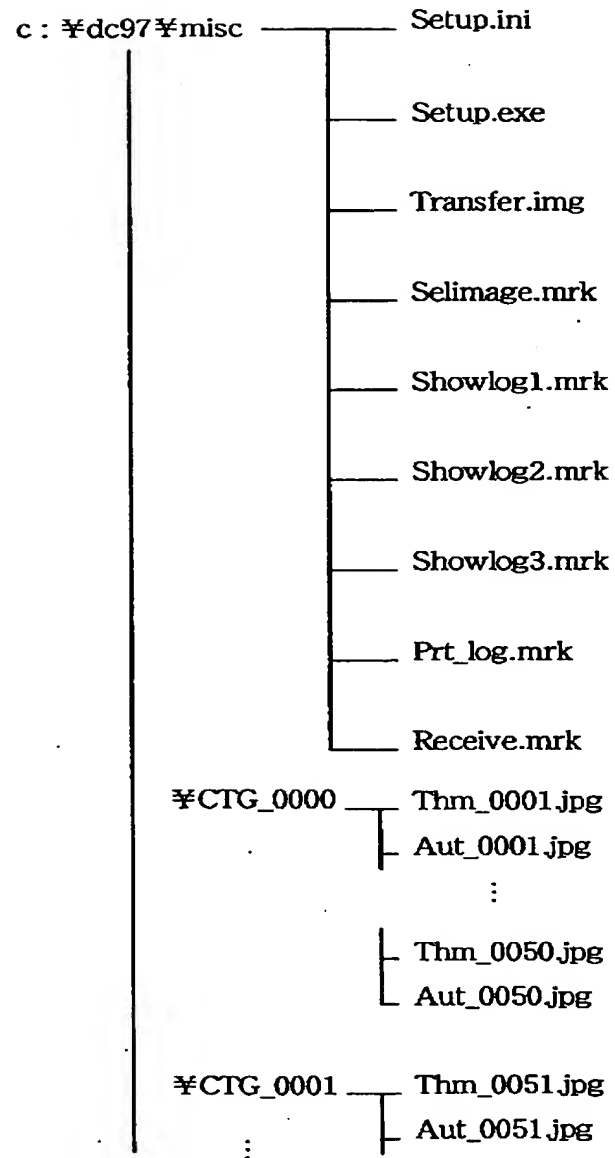 c : ¥dc97¥misc Setup.ini
Setup.exe
Transfer.img
Selimage.mrk
Showlog1.mrk
Showlog2.mrk
Showlog3.mrk
Prt_log.mrk
Receive.mrk
¥CTG_0000 Thm_0001.jpg
Aut_0001.jpg
⋮
Thm_0050.jpg
Aut_0050.jpg
¥CTG_0001 Thm_0051.jpg
Aut_0051.jpg
⋮